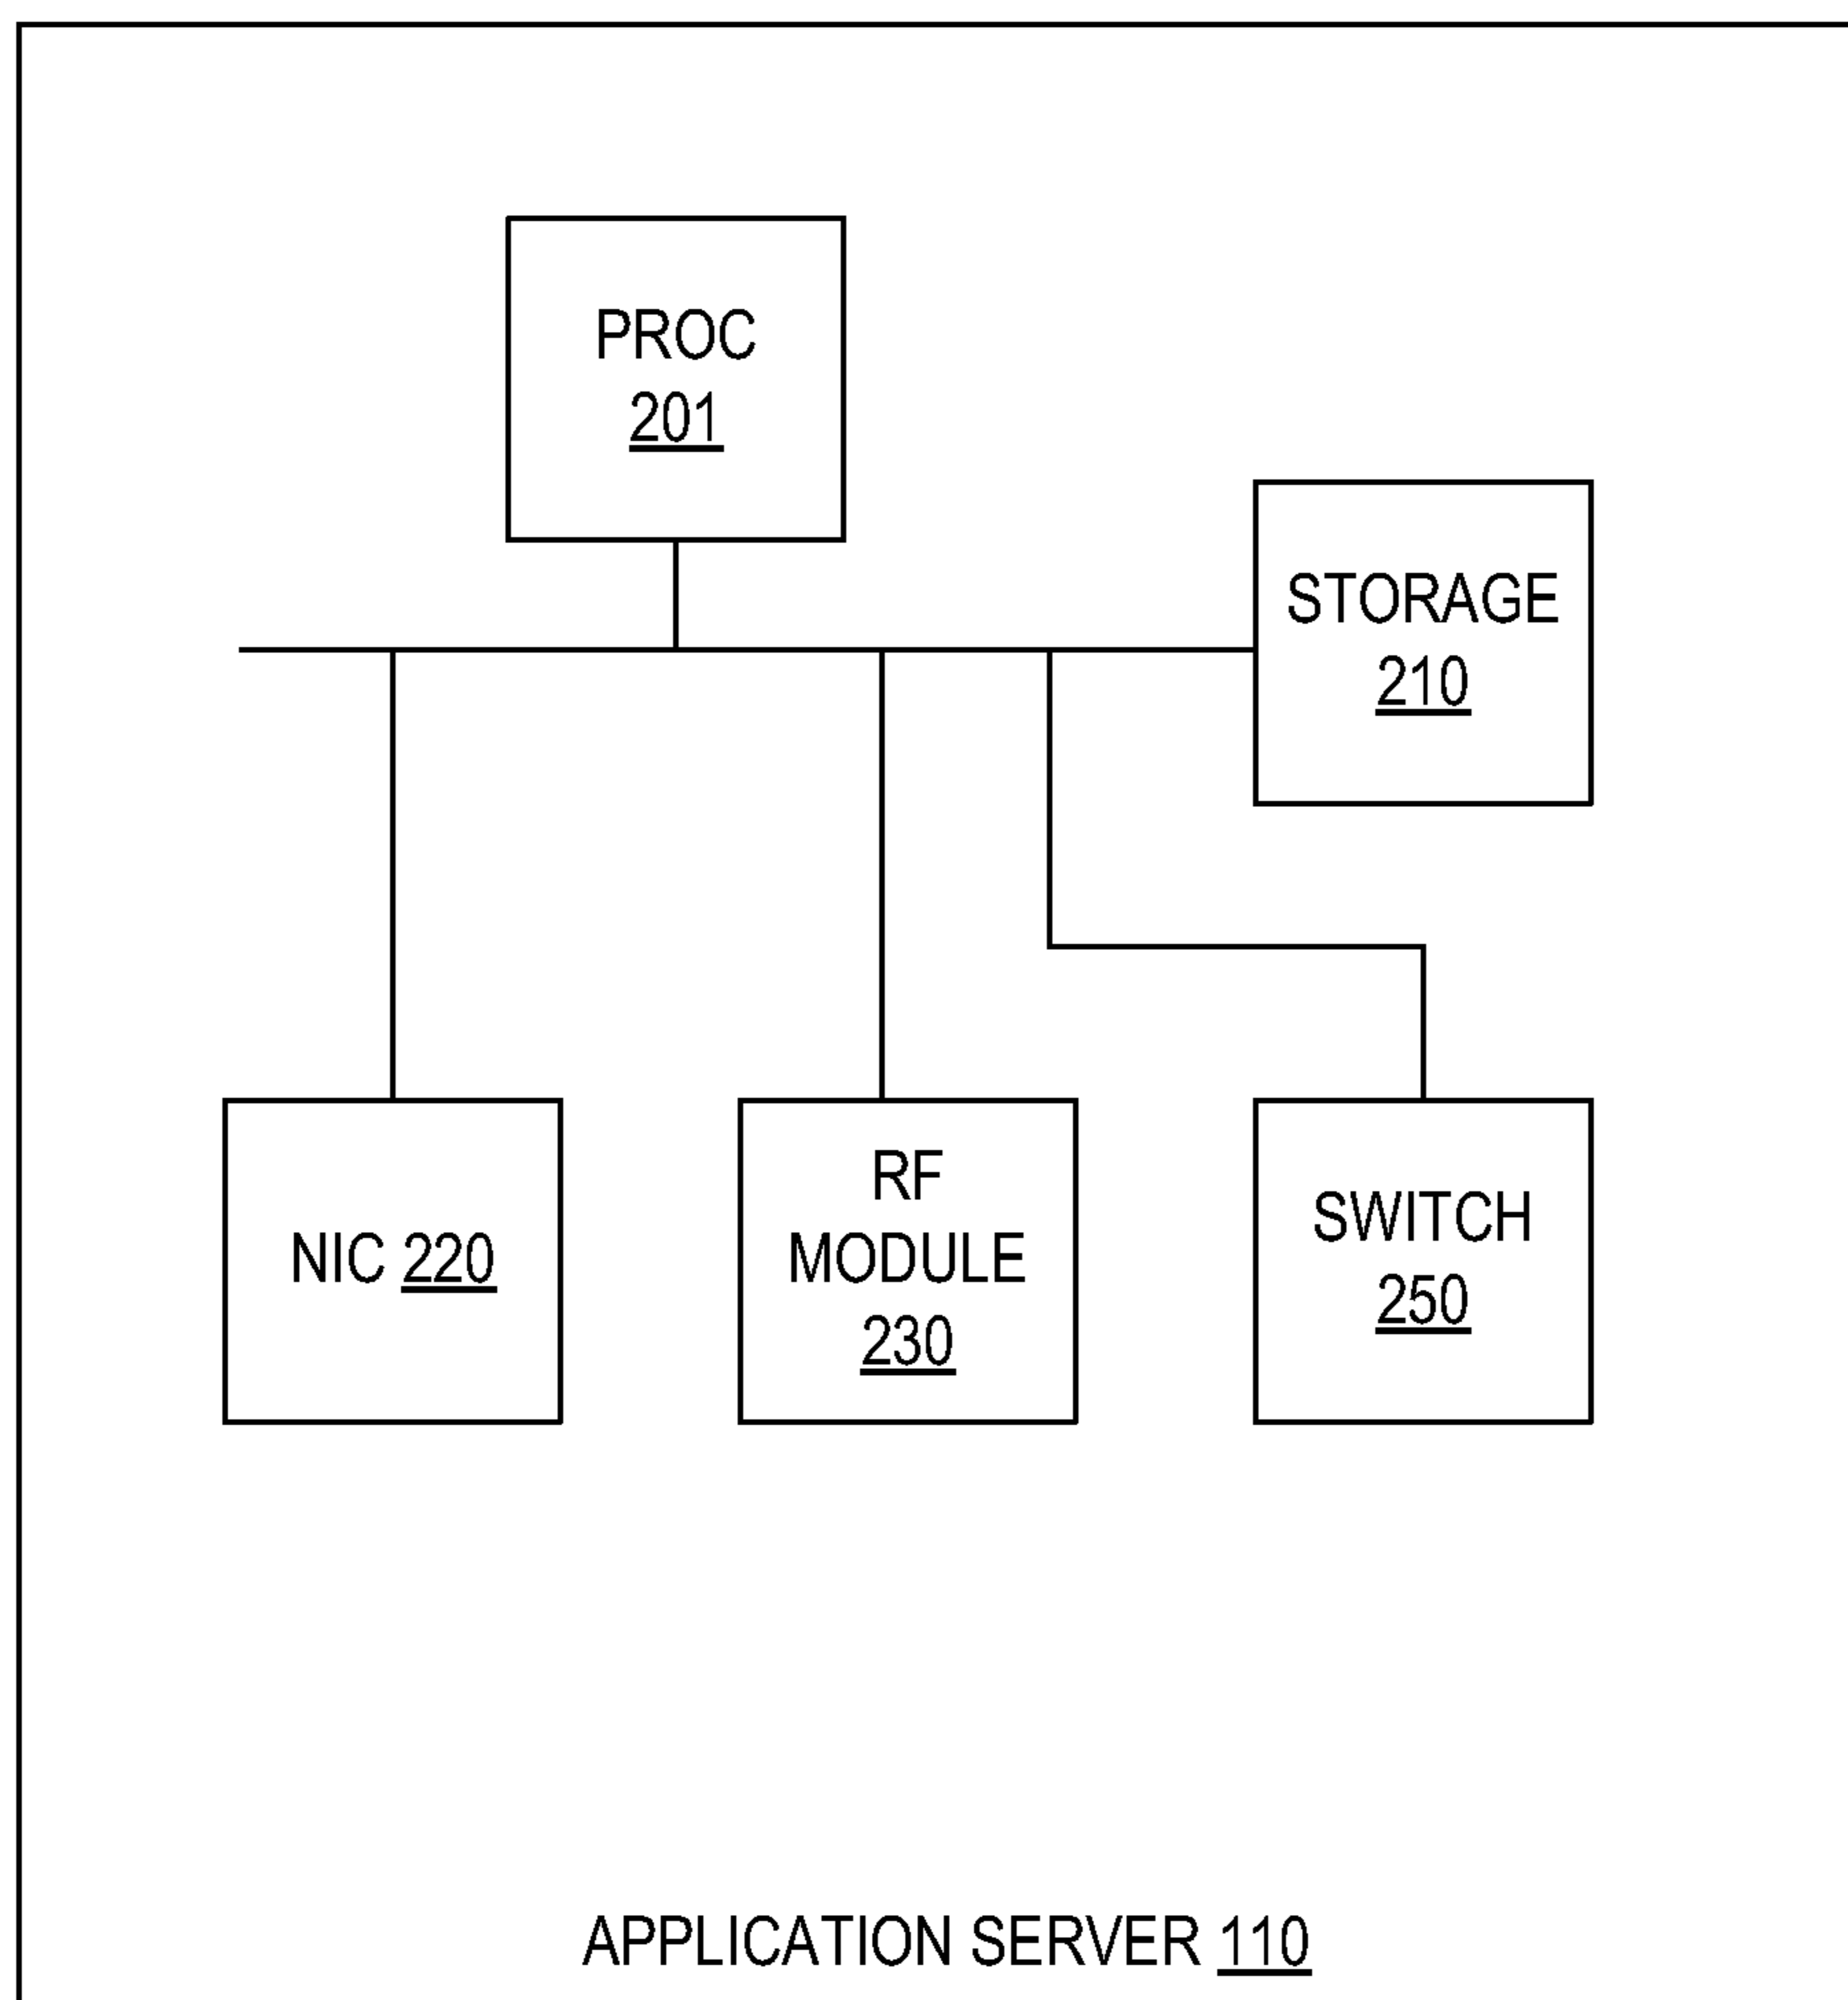 PROC
201
STORAGE
210
NIC 220
RF
MODULE
230
SWITCH
250
APPLICATION SERVER 110